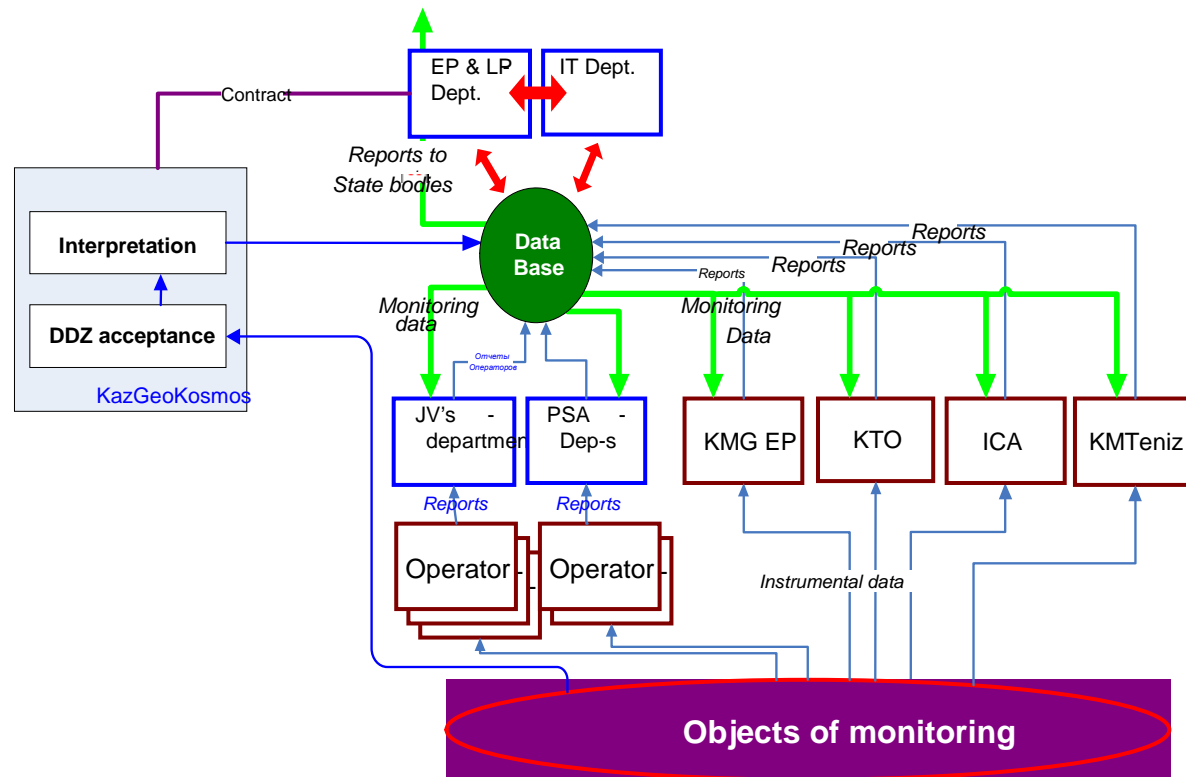 EP & LP-
Dept.
IT Dept.
Contract
Reports to
State bodies
Interpretation
Data
Base
Reports
Reports
Reports
Reports
DDZ acceptance
Monitoring
data
Monitoring
Data
KazGeoKosmos
Отчеты
Операторов
JV's -
departmen
PSA -
Dep-s
KMG EP
KTO
ICA
KMTeniz
Reports
Reports
Operator -
Operator -
Instrumental data
Objects of monitoring